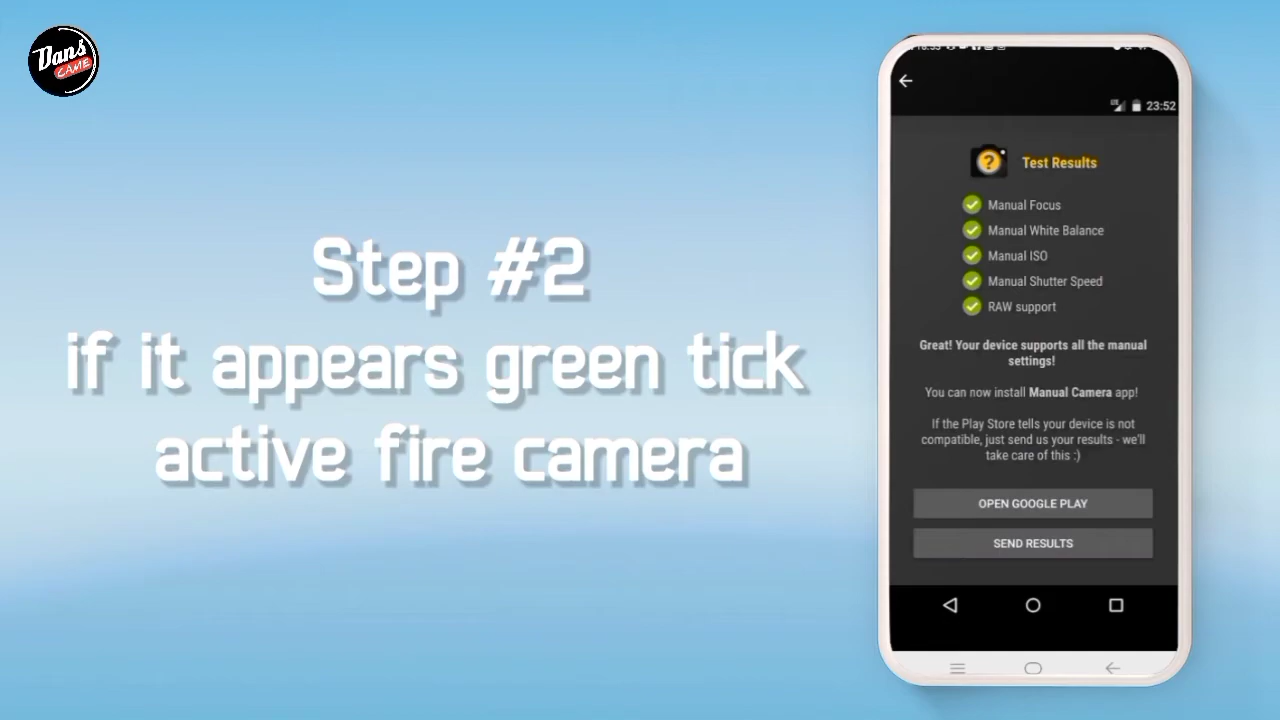 Dans
GAME
Step #2
if it appears green tick
active fire camera
23:52
Test Results
Manual Focus
Manual White Balance
Manual ISO
Manual Shutter Speed
RAW support
Great! Your device supports all the manual
settings!
You can now install Manual Camera app!
If the Play Store tells your device is not
compatible, just send us your results - we'll
take care of this :)
OPEN GOOGLE PLAY
SEND RESULTS